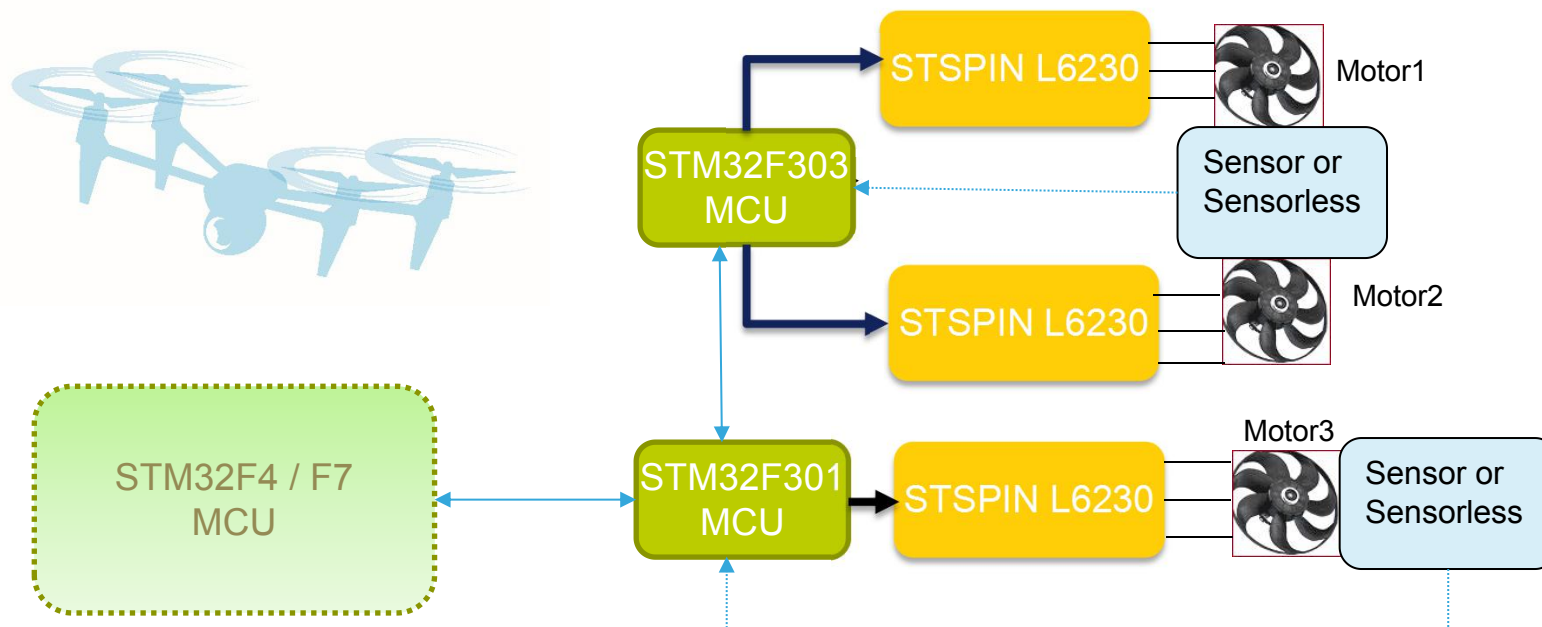 STSPIN L6230
Motor1
STM32F303
MCU
Sensor or
Sensorless
STSPIN L6230
Motor2
STM32F4 / F7
MCU
STM32F301
MCU
STSPIN L6230
Motor3
Sensor or
Sensorless